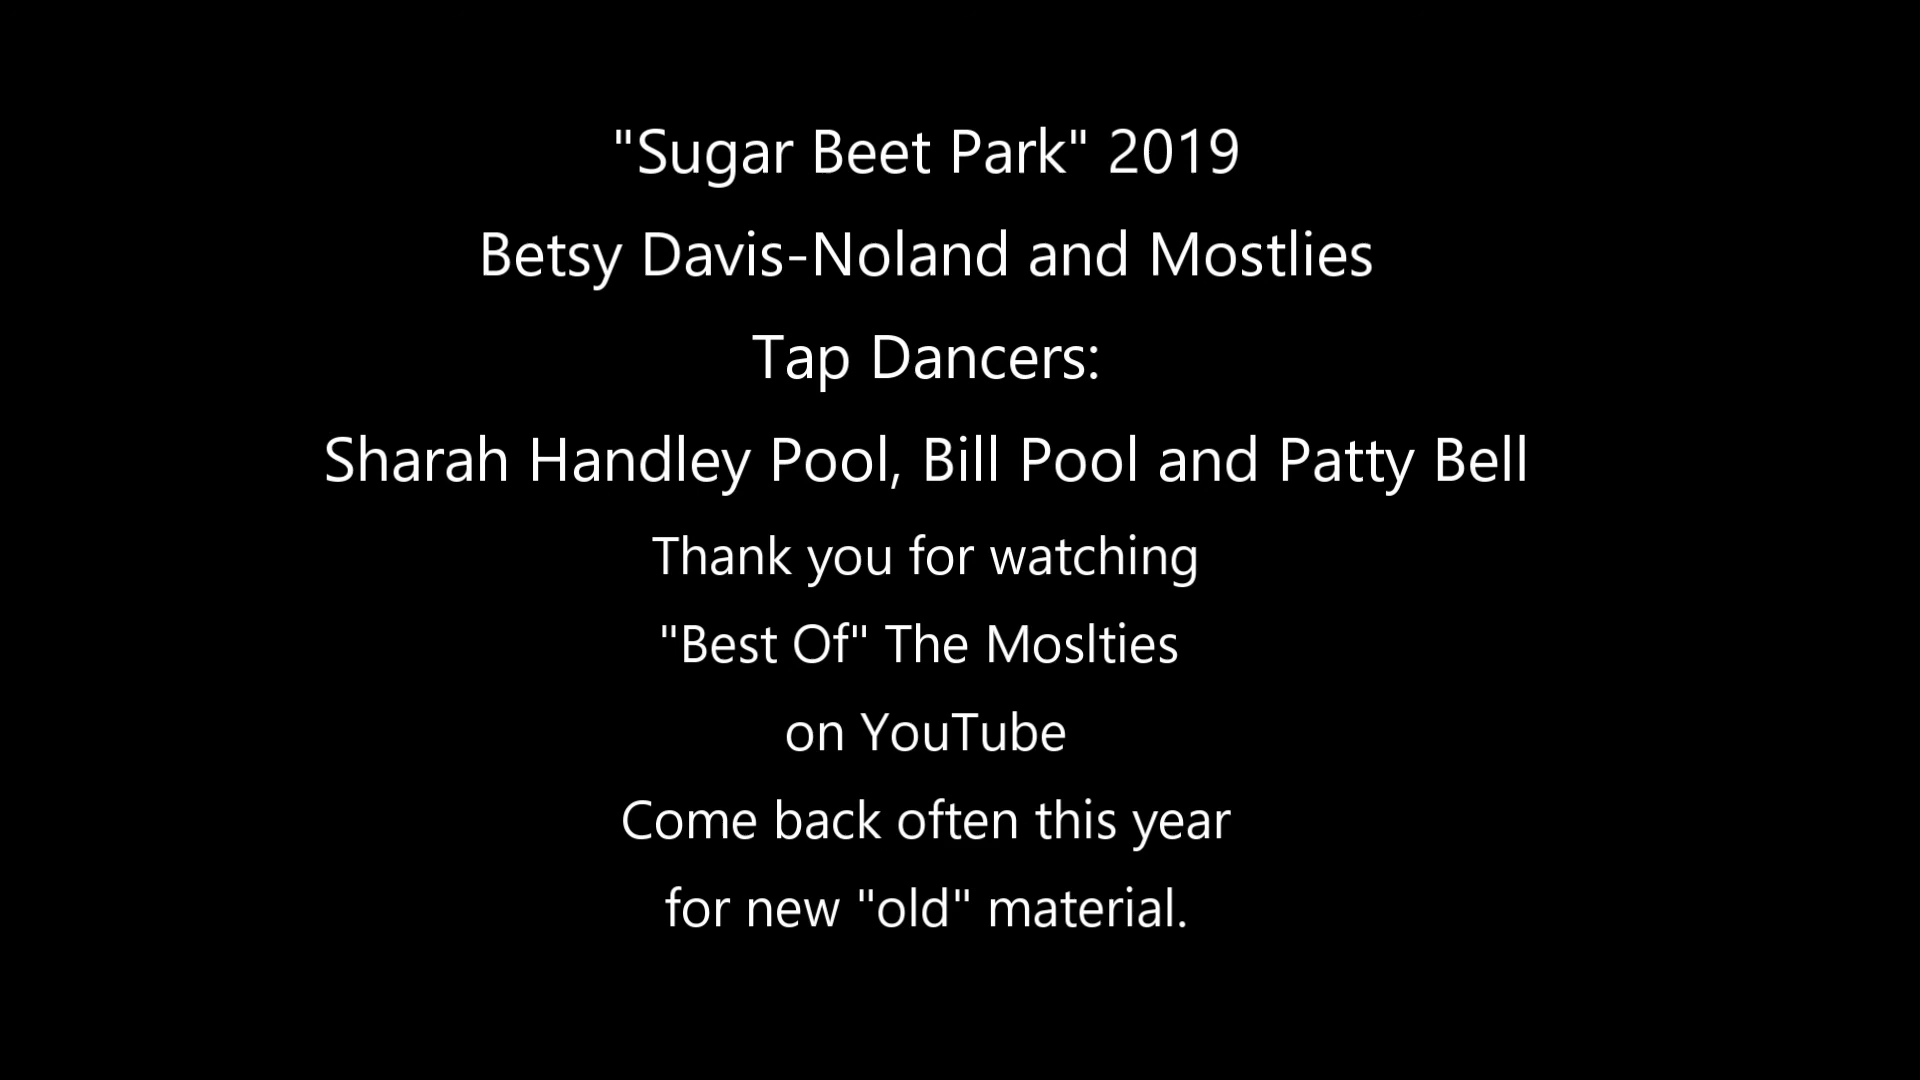 "Sugar Beet Park" 2019
Betsy Davis-Noland and Mostlies
Tap Dancers:
Sharah Handley Pool, Bill Pool and Patty Bell
Thank you for watching
"Best Of" The Moslties
on YouTube
Come back often this year
for new "old" material.